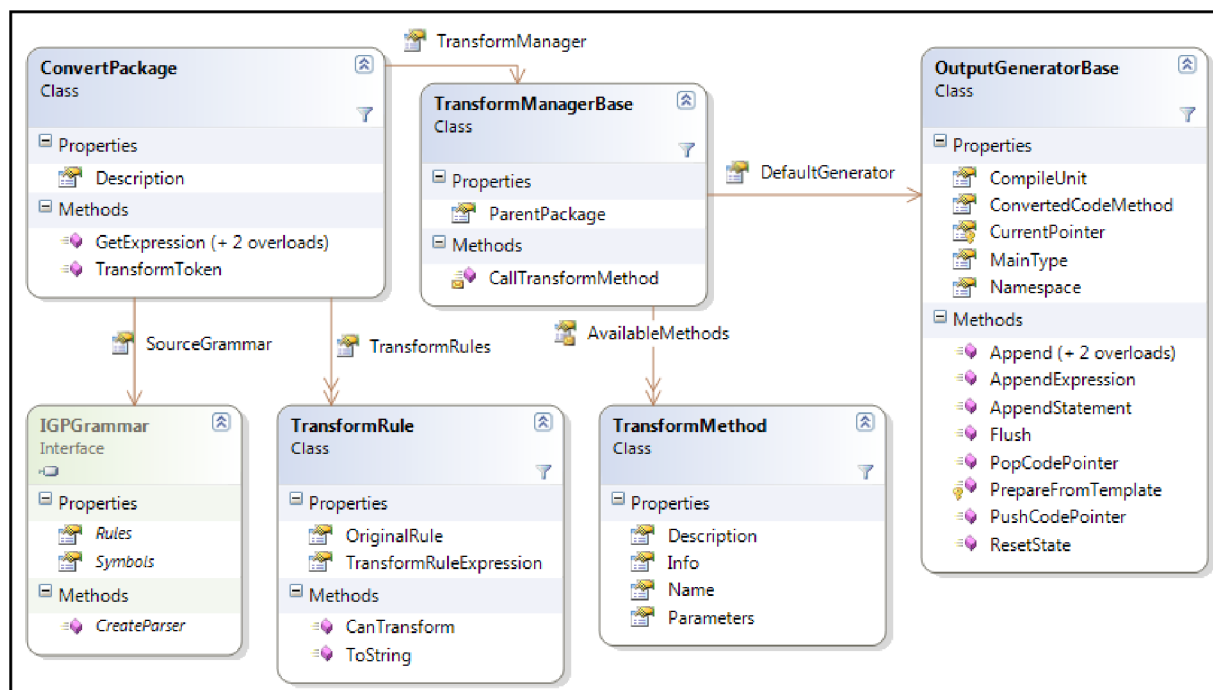 TransformManager
ConvertPackage
Class
Properties
Description
Methods
GetExpression (+ 2 overloads)
TransformToken
TransformManagerBase
Class
Properties
ParentPackage
Methods
CallTransformMethod
DefaultGenerator
OutputGeneratorBase
Class
Properties
CompileUnit
ConvertedCodeMethod
CurrentPointer
MainType
Namespace
Methods
Append (+ 2 overloads)
AppendExpression
AppendStatement
Flush
PopCodePointer
PrepareFromTemplate
PushCodePointer
ResetState
SourceGrammar
TransformRules
AvailableMethods
IGPGrammar
Interface
Properties
Rules
Symbols
Methods
CreateParser
TransformRule
Class
Properties
OriginalRule
TransformRuleExpression
Methods
CanTransform
ToString
TransformMethod
Class
Properties
Description
Info
Name
Parameters